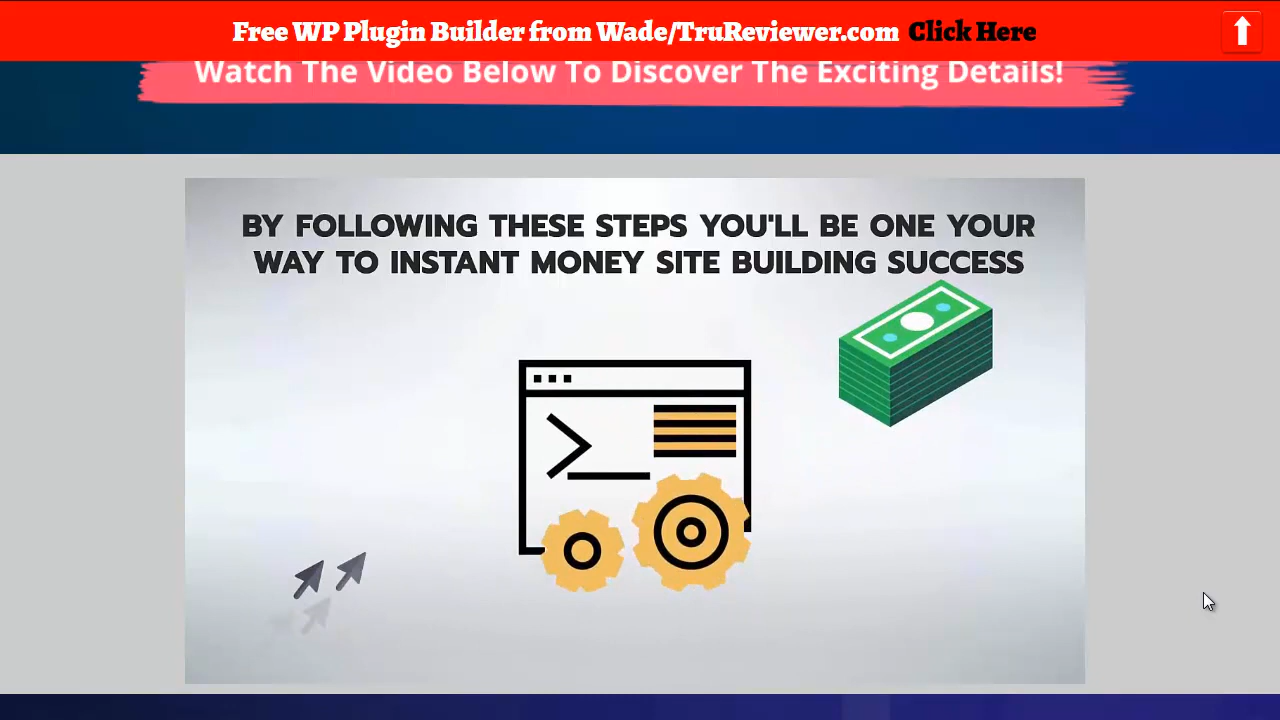 Free WP Plugin Builder from Wade/TruReviewer.com Click Here
Watch The Video Below To Discover The Exciting Details!
BY FOLLOWING THESE STEPS YOU'LL BE ONE YOUR
WAY TO INSTANT MONEY SITE BUILDING SUCCESS